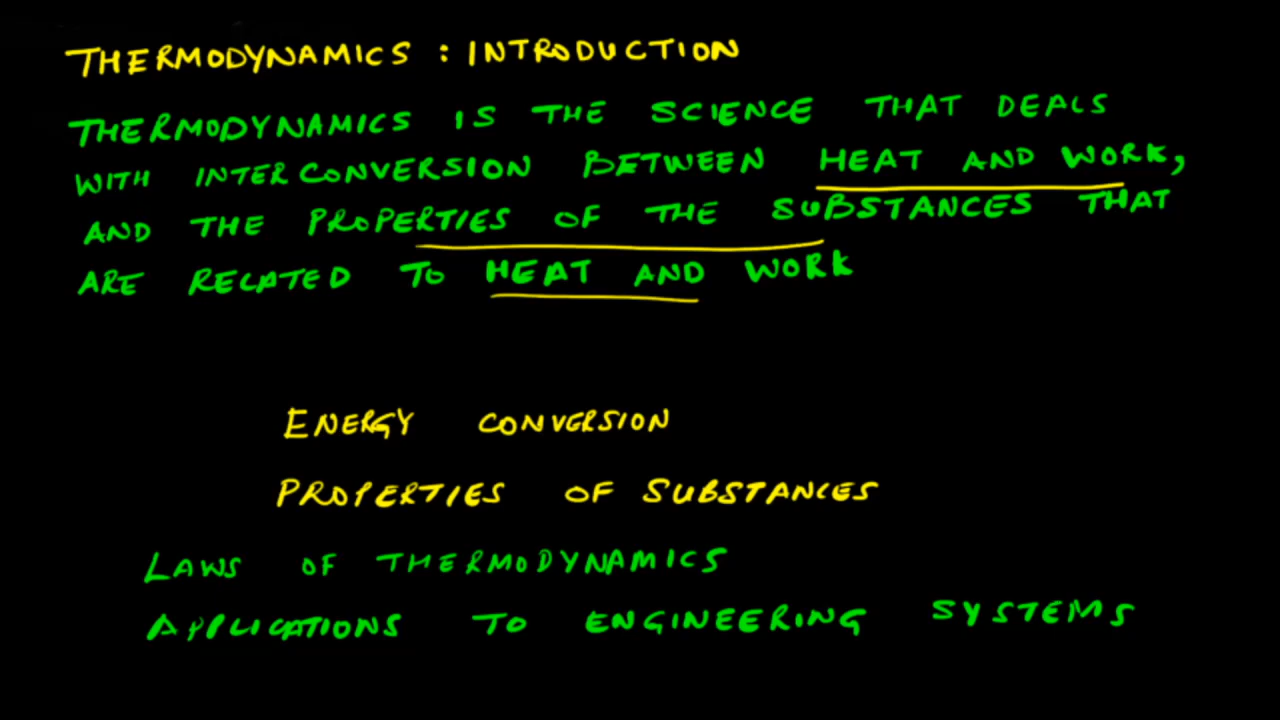 THERMODYNAMICS : INTRODUCTION
THERMODYNAMICS IS THE SCIENCE THAT DEALS
WITH INTERCONVERSION BETWEEN HEAT AND WORK,
AND THE PROPERTIES OF THE SUBSTANCES THAT
ARE RELATED TO HEAT AND WORK
ENERGY CONVERSION
PROPERTIES OF SUBSTANCES
LAWS OF THERMODYNAMICS
APPLICATIONS TO ENGINEERING SYSTEMS